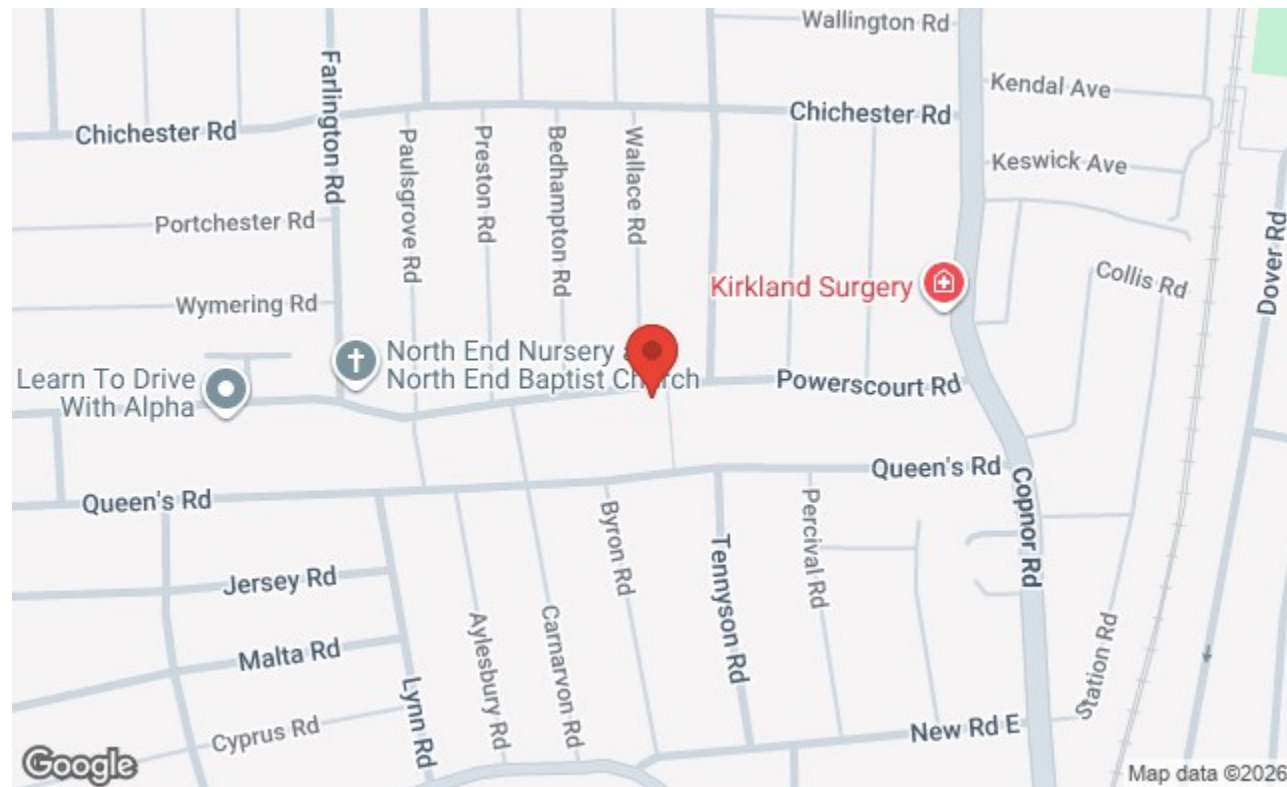 Wallington Rd
Farlington Rd
Kendal Ave
Chichester Rd
Chichester Rd
Paulsgrove Rd
Preston Rd
Bedhampton Rd
Wallace Rd
Keswick Ave
Portchester Rd
Dover Rd
Collis Rd
Kirkland Surgery
Wymering Rd
North End Nursery a
North End Baptist Church
Learn To Drive
With Alpha
Powerscourt Rd
Queen's Rd
Queen's Rd
Copnor Rd
Byron Rd
Percival Rd
Tennyson Rd
Jersey Rd
Aylesbury Rd
Carnarvon Rd
Malta Rd
Station Rd
Lynn Rd
Cyprus Rd
New Rd E
Google
Map data ©2026